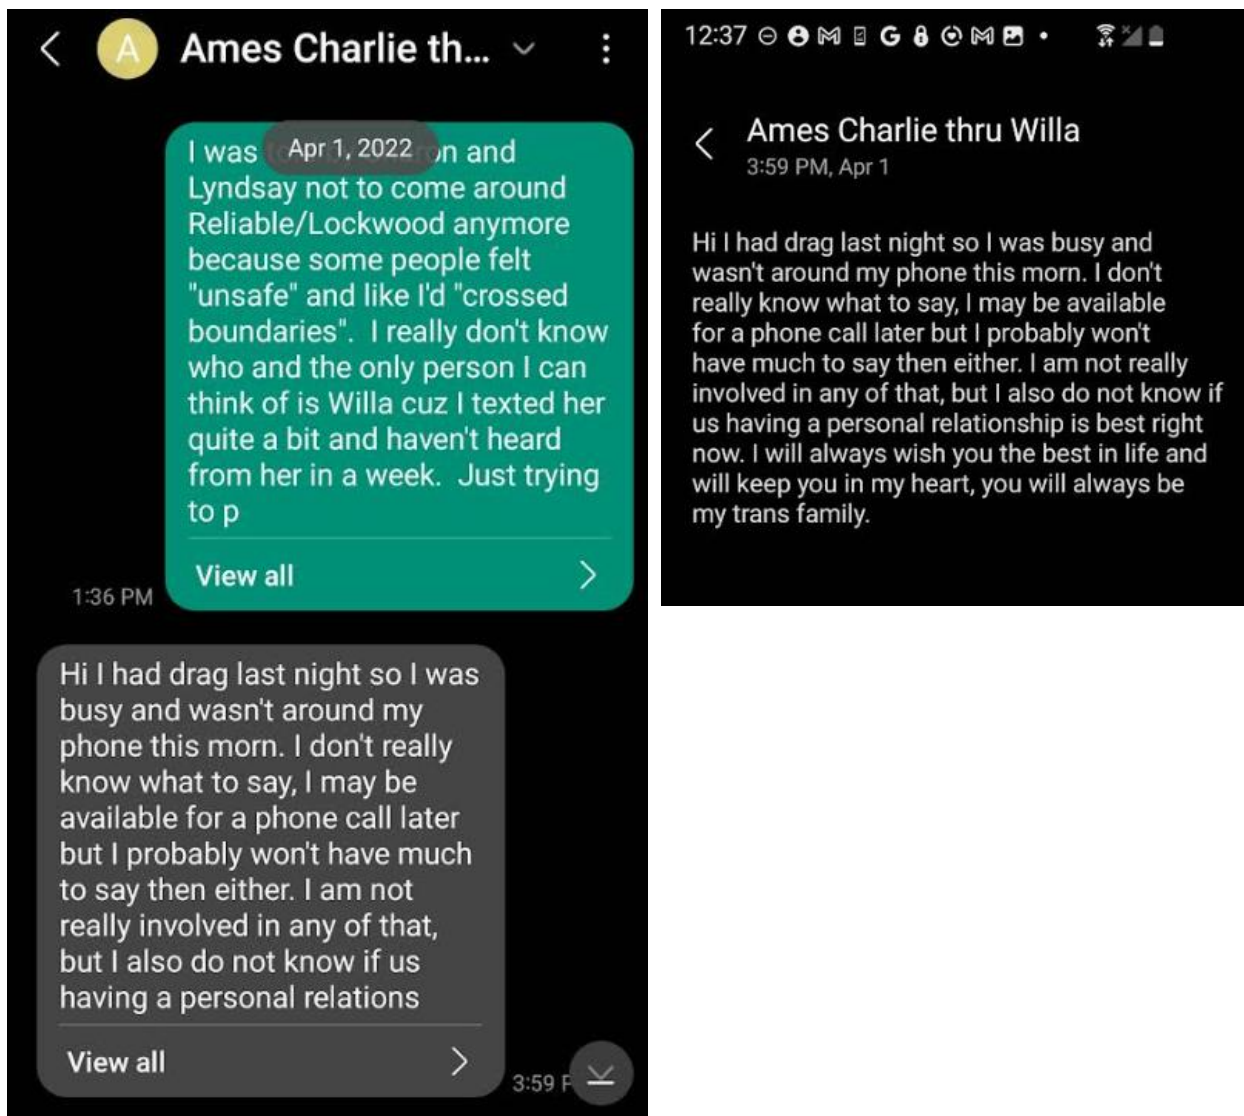 Ames Charlie th...
Apr 1, 2022
I was on and
Lyndsay not to come around
Reliable/Lockwood anymore
because some people felt
"unsafe" and like I'd "crossed
boundaries".  I really don't know
who and the only person I can
think of is Willa cuz I texted her
quite a bit and haven't heard
from her in a week.  Just trying
to p
View all
1:36 PM
Hi I had drag last night so I was
busy and wasn't around my
phone this morn. I don't really
know what to say, I may be
available for a phone call later
but I probably won't have much
to say then either. I am not
really involved in any of that,
but I also do not know if us
having a personal relations
View all
3:59 P
A
12:37
Ames Charlie thru Willa
3:59 PM, Apr 1
Hi I had drag last night so I was busy and
wasn't around my phone this morn. I don't
really know what to say, I may be available
for a phone call later but I probably won't
have much to say then either. I am not really
involved in any of that, but I also do not know if
us having a personal relationship is best right
now. I will always wish you the best in life and
will keep you in my heart, you will always be
my trans family.